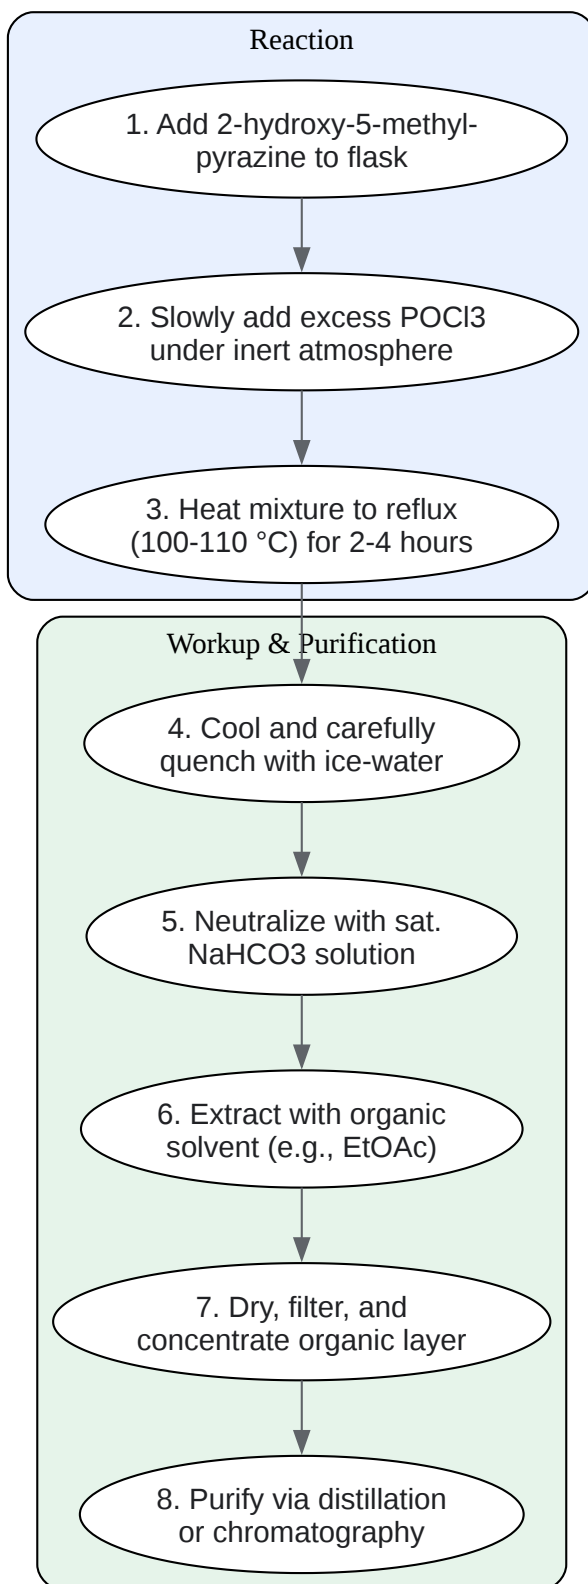 Reaction
1. Add 2-hydroxy-5-methyl-
pyrazine to flask
2. Slowly add excess POCl3
under inert atmosphere
3. Heat mixture to reflux
(100-110 °C) for 2-4 hours
Workup & Purification
4. Cool and carefully
quench with ice-water
5. Neutralize with sat.
NaHCO3 solution
6. Extract with organic
solvent (e.g., EtOAc)
7. Dry, filter, and
concentrate organic layer
8. Purify via distillation
or chromatography